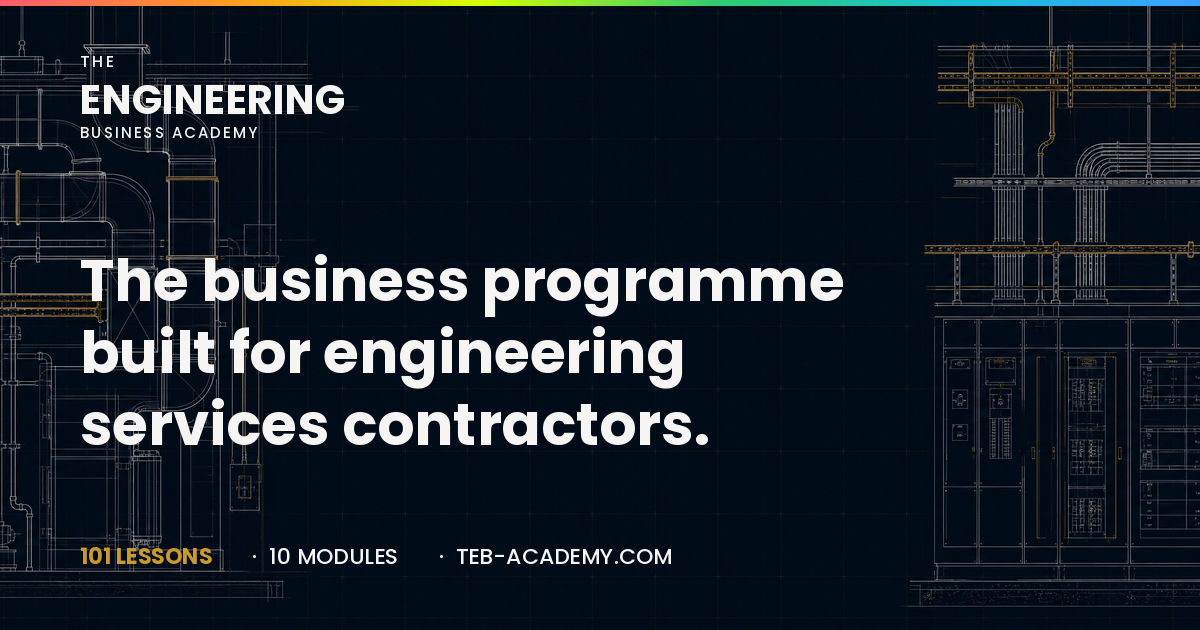 THE
ENGINEERING
BUSINESS ACADEMY
The business programme
built for engineering
services contractors.
101 LESSONS · 10 MODULES · TEB-ACADEMY.COM